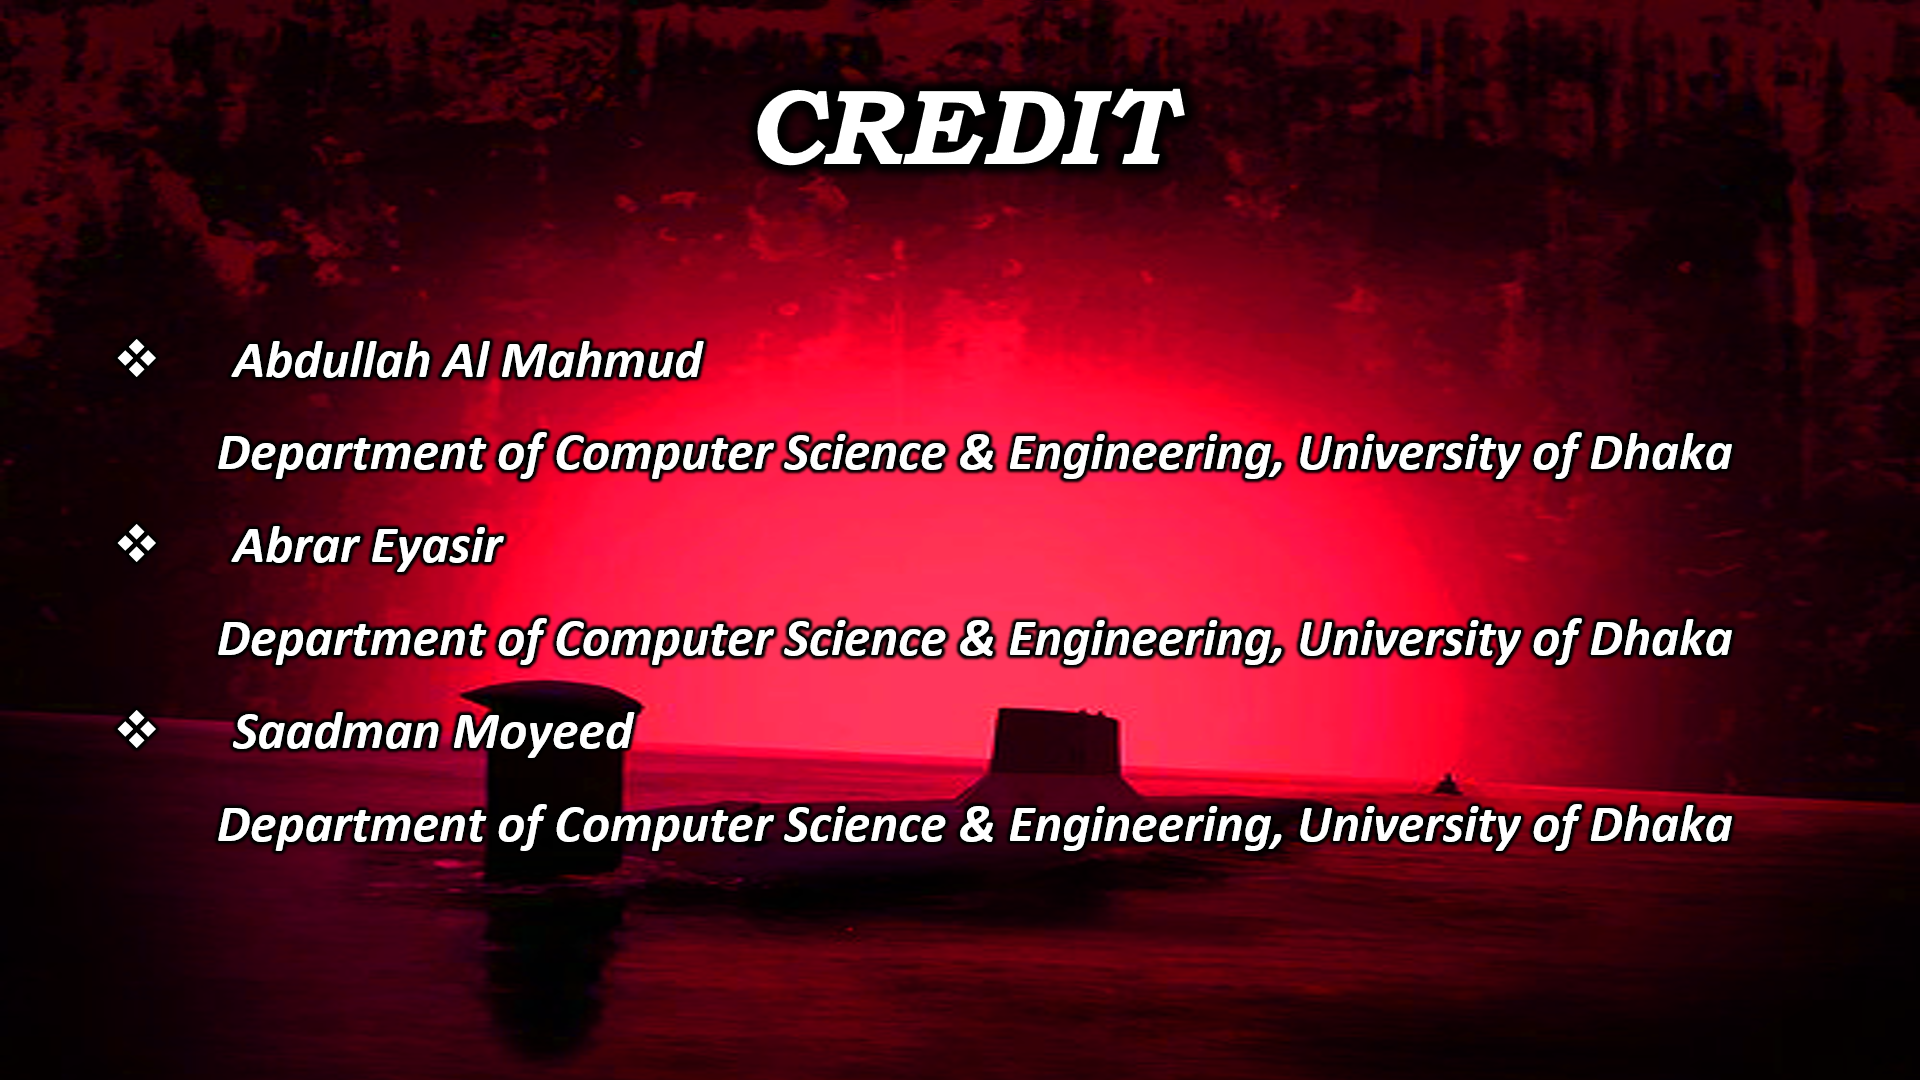 CREDIT
❖ Abdullah Al Mahmud
Department of Computer Science & Engineering, University of Dhaka
❖ Abrar Eyasir
Department of Computer Science & Engineering, University of Dhaka
❖ Saadman Moyeed
Department of Computer Science & Engineering, University of Dhaka